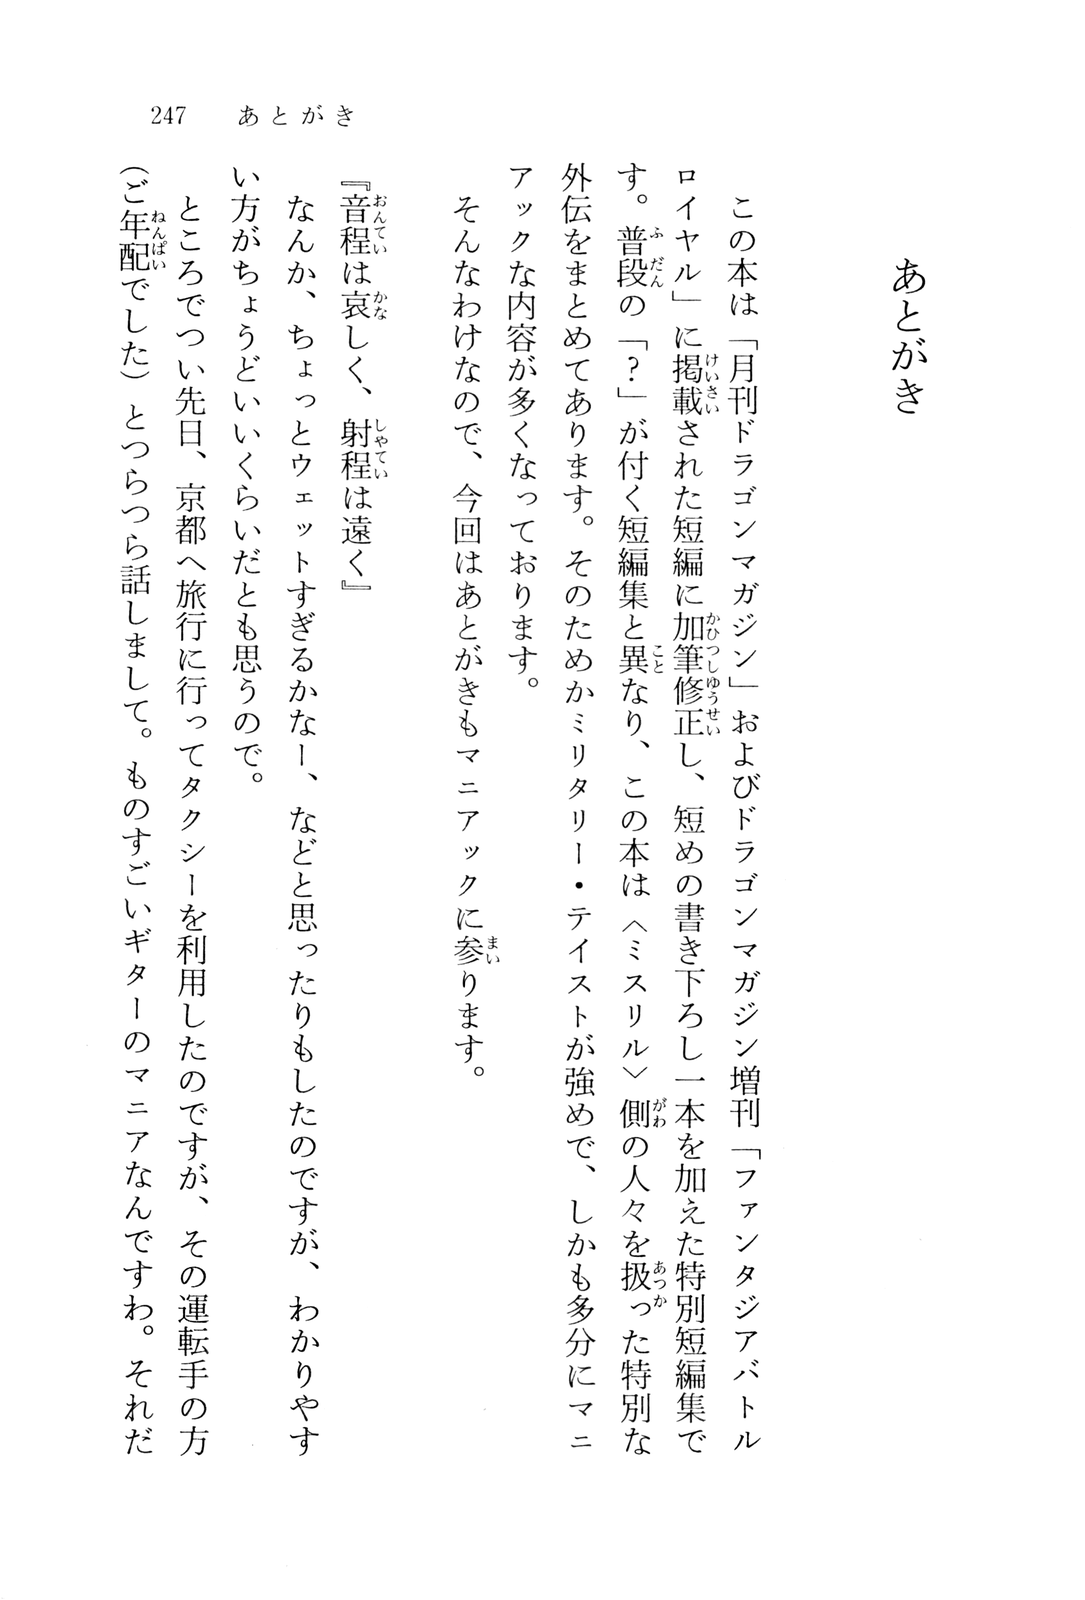 247 あとがき
あとがき
この本は「月刊ドラゴンマガジン」およびドラゴンマガジン増刊「ファンタジアバトル
ロイヤル」に掲載された短編に加筆修正し、短めの書き下ろし一本を加えた特別短編集で
す。普段の「？」が付く短編集と異なり、この本は〈ミスリル〉側の人々を扱った特別な
外伝をまとめてあります。そのためかミリタリー・テイストが強めで、しかも多分にマニ
アックな内容が多くなっております。
そんなわけなので、今回はあとがきもマニアックに参ります。
『音程は哀しく、射程は遠く』
なんか、ちょっとウェットすぎるかなー、などと思ったりもしたのですが、わかりやす
い方がちょうどいいくらいだとも思うので。
ところでつい先日、京都へ旅行に行ってタクシーを利用したのですが、その運転手の方
（ご年配でした）とつらつら話しまして。ものすごいギターのマニアなんですわ。それだ